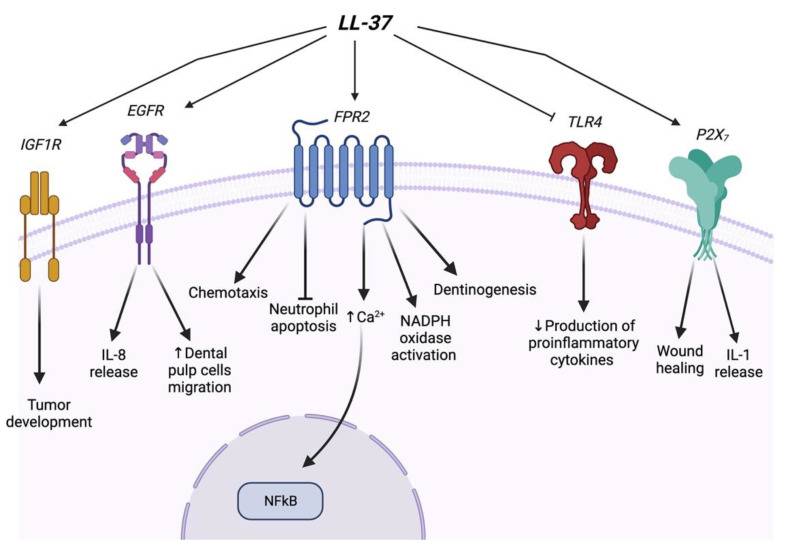 LL-37
IGF1R
EGFR
FPR2
TLR4
P2X₇
Chemotaxis
Neutrophil
apoptosis
↑Ca²⁺
NADPH
oxidase
activation
Dentinogenesis
↓Production of
proinflammatory
cytokines
Wound
healing
IL-1
release
IL-8
release
↑Dental
pulp cells
migration
Tumor
development
NFkB